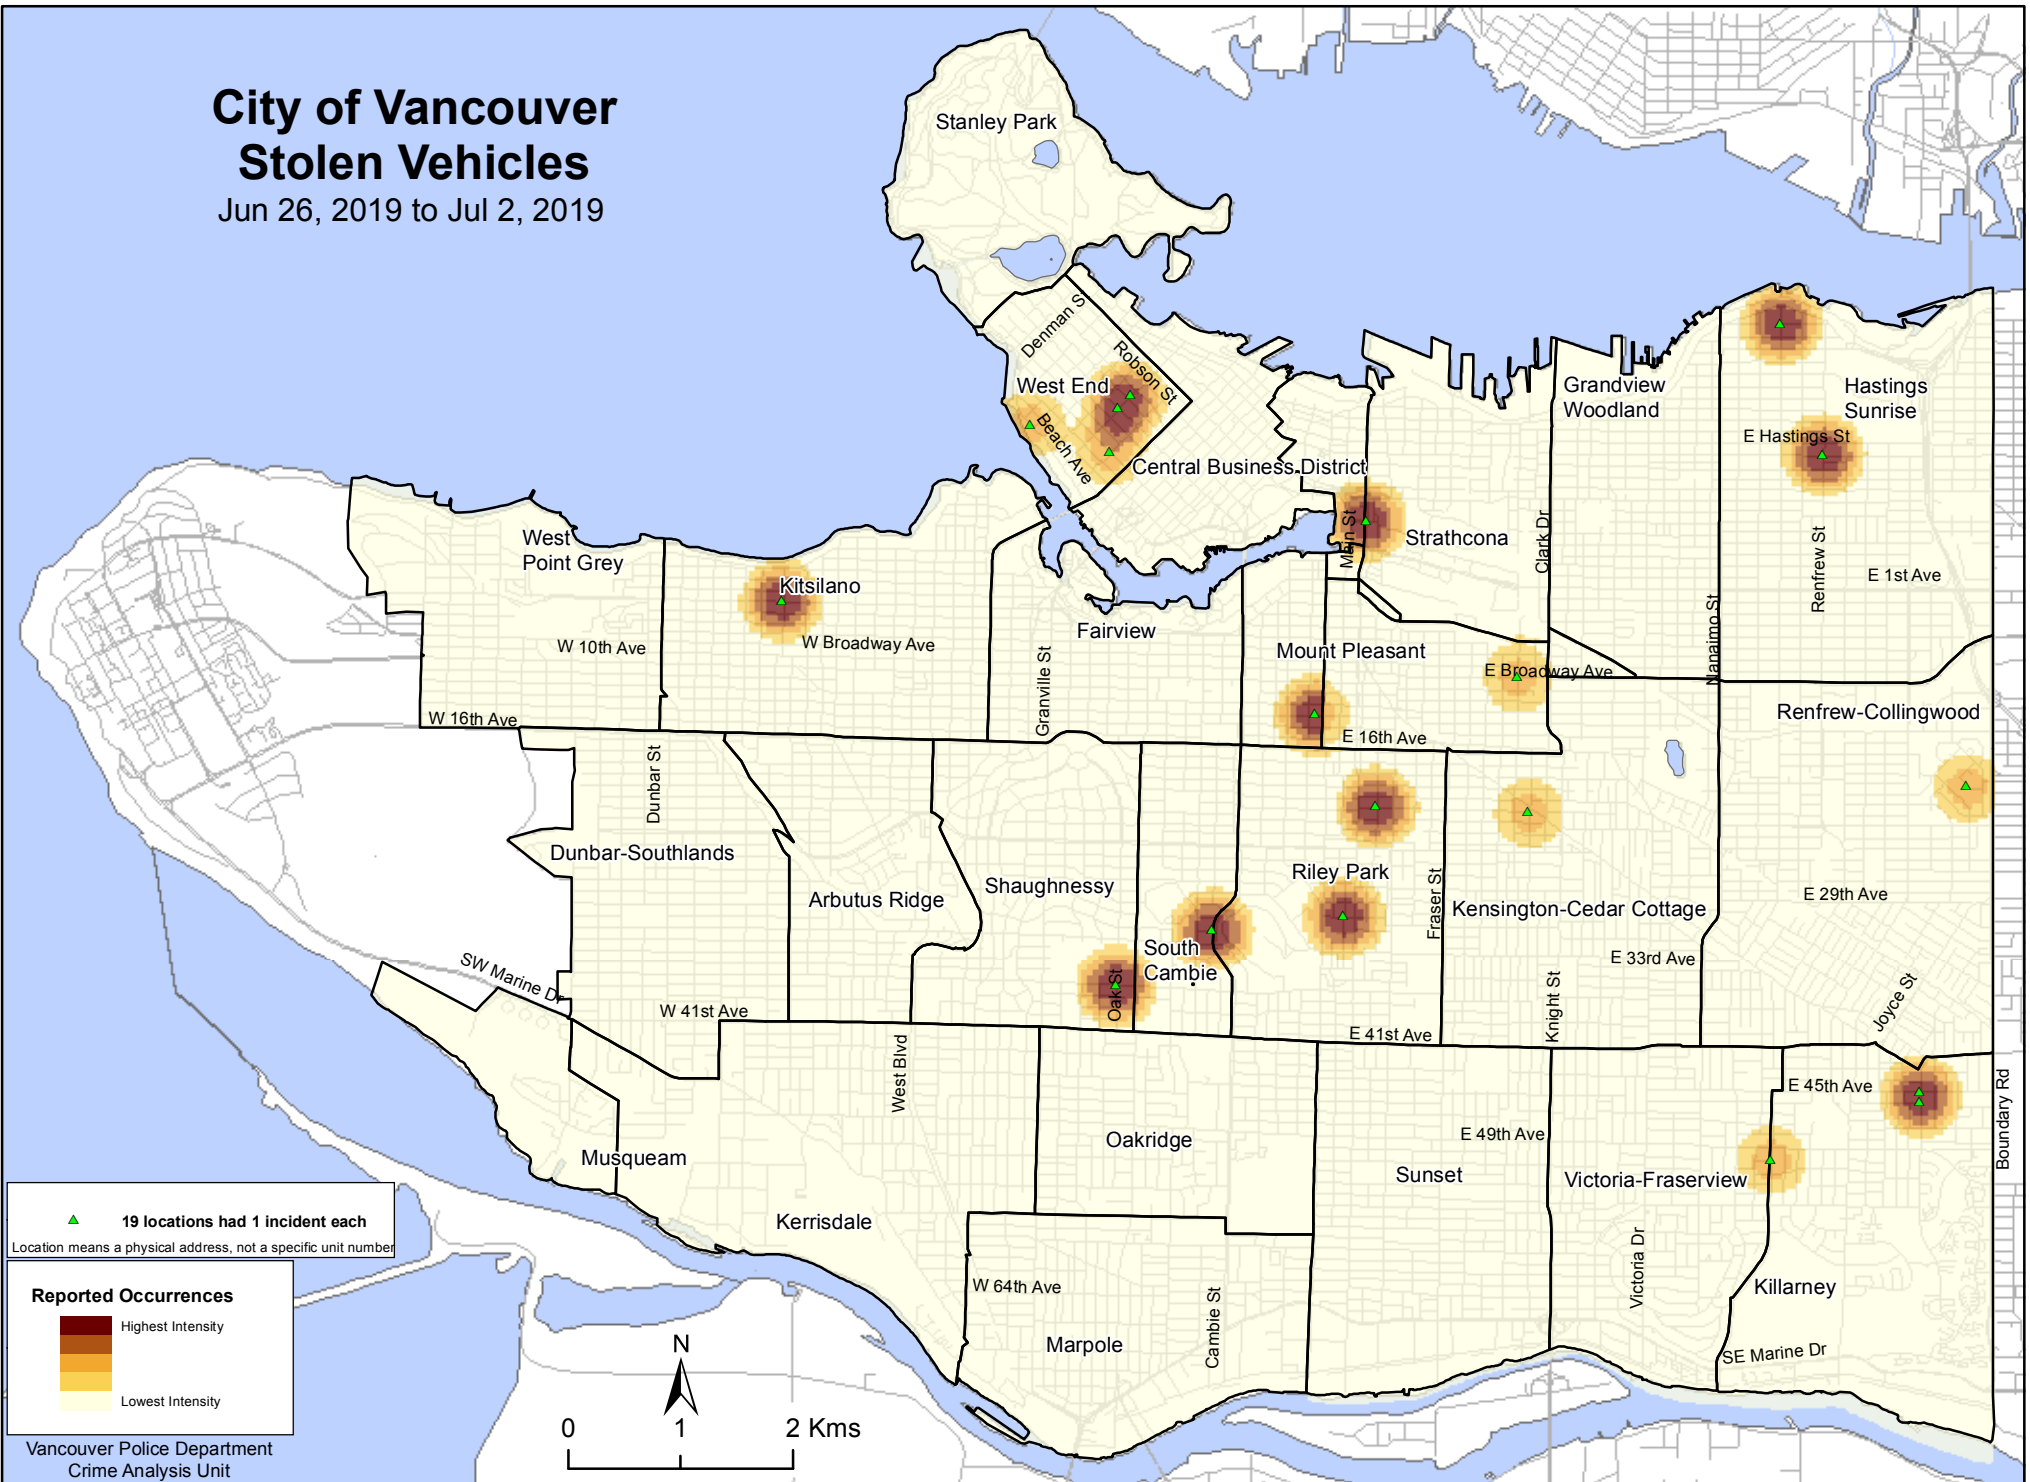 City of Vancouver
Stolen Vehicles
Jun 26, 2019 to Jul 2, 2019
Stanley Park
Denman S
Robson St
West End
Beach Ave
Central Business District
Grandview
Woodland
Hastings
Sunrise
E Hastings St
Main St
Strathcona
Clark Dr
Renfrew St
E 1st Ave
Nanaimo St
West
Point Grey
Kitsilano
W 10th Ave
W Broadway Ave
Fairview
Granville St
Mount Pleasant
E Broadway Ave
W 16th Ave
E 16th Ave
Renfrew-Collingwood
Dunbar St
Dunbar-Southlands
Arbutus Ridge
Shaughnessy
Riley Park
Fraser St
Kensington-Cedar Cottage
E 29th Ave
South
Cambie
Oak St
E 33rd Ave
Knight St
Joyce St
SW Marine Dr
W 41st Ave
E 41st Ave
West Blvd
E 45th Ave
Boundary Rd
Oakridge
E 49th Ave
Musqueam
Sunset
Victoria-Fraserview
Kerrisdale
Victoria Dr
W 64th Ave
Cambie St
Killarney
Marpole
SE Marine Dr
19 locations had 1 incident each
Location means a physical address, not a specific unit number
Reported Occurrences
Highest Intensity
Lowest Intensity
Vancouver Police Department
Crime Analysis Unit
N
0 1 2 Kms